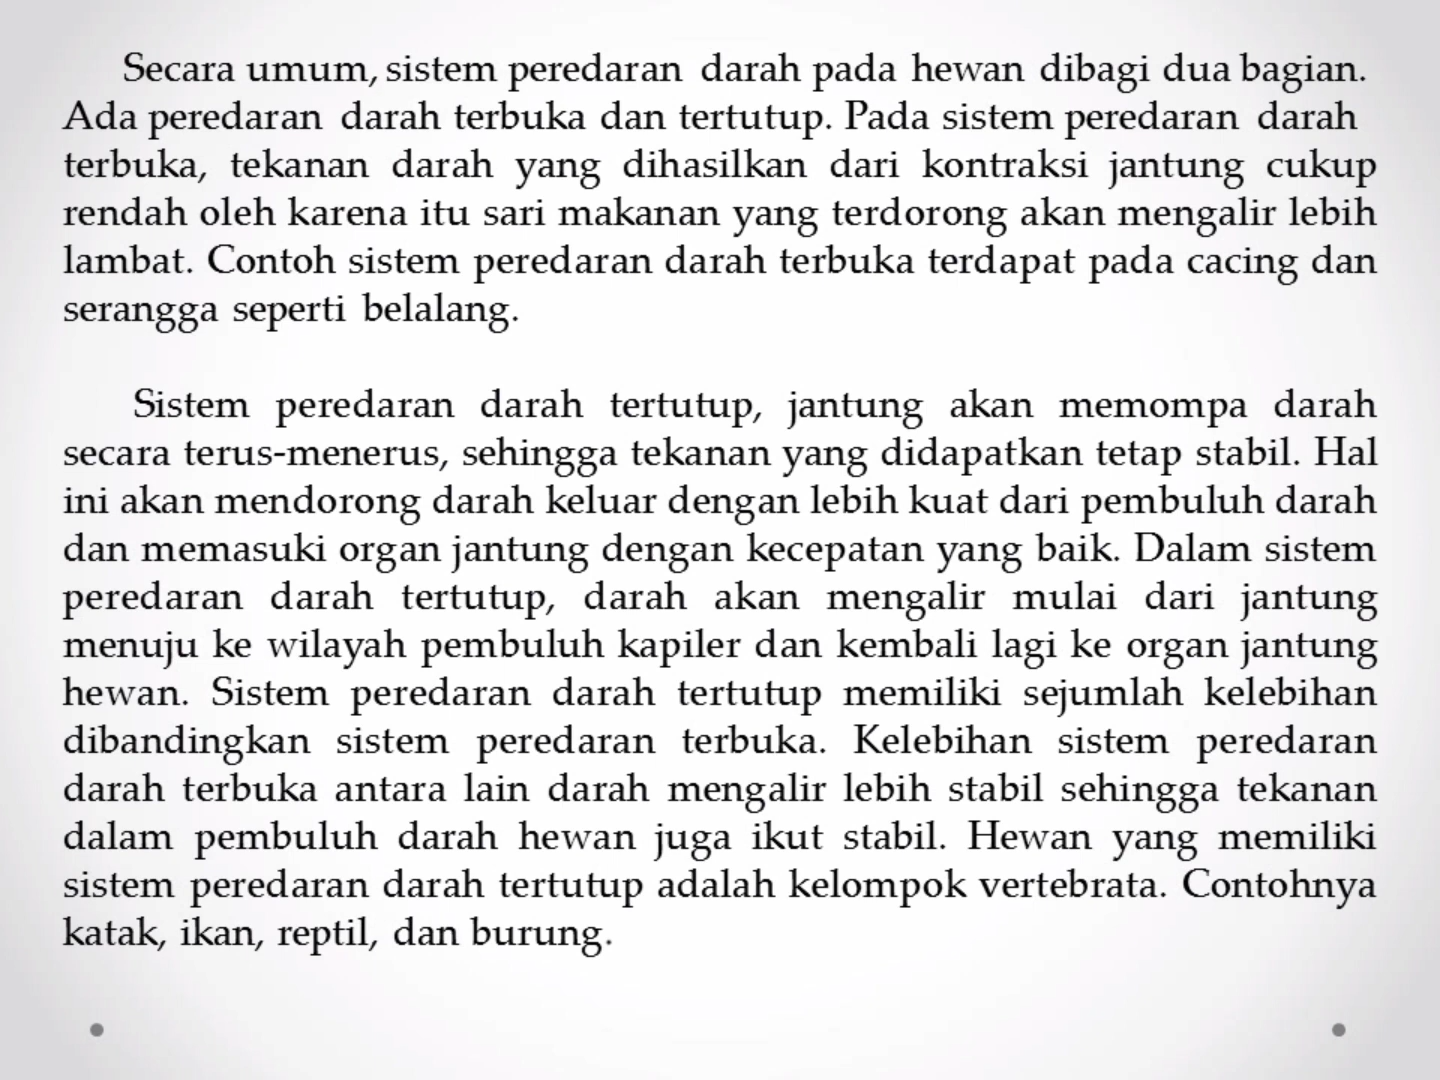 Secara umum, sistem peredaran darah pada hewan dibagi dua bagian.
Ada peredaran darah terbuka dan tertutup. Pada sistem peredaran darah
terbuka, tekanan darah yang dihasilkan dari kontraksi jantung cukup
rendah oleh karena itu sari makanan yang terdorong akan mengalir lebih
lambat. Contoh sistem peredaran darah terbuka terdapat pada cacing dan
serangga seperti belalang.
Sistem peredaran darah tertutup, jantung akan memompa darah
secara terus-menerus, sehingga tekanan yang didapatkan tetap stabil. Hal
ini akan mendorong darah keluar dengan lebih kuat dari pembuluh darah
dan memasuki organ jantung dengan kecepatan yang baik. Dalam sistem
peredaran darah tertutup, darah akan mengalir mulai dari jantung
menuju ke wilayah pembuluh kapiler dan kembali lagi ke organ jantung
hewan. Sistem peredaran darah tertutup memiliki sejumlah kelebihan
dibandingkan sistem peredaran terbuka. Kelebihan sistem peredaran
darah terbuka antara lain darah mengalir lebih stabil sehingga tekanan
dalam pembuluh darah hewan juga ikut stabil. Hewan yang memiliki
sistem peredaran darah tertutup adalah kelompok vertebrata. Contohnya
katak, ikan, reptil, dan burung.